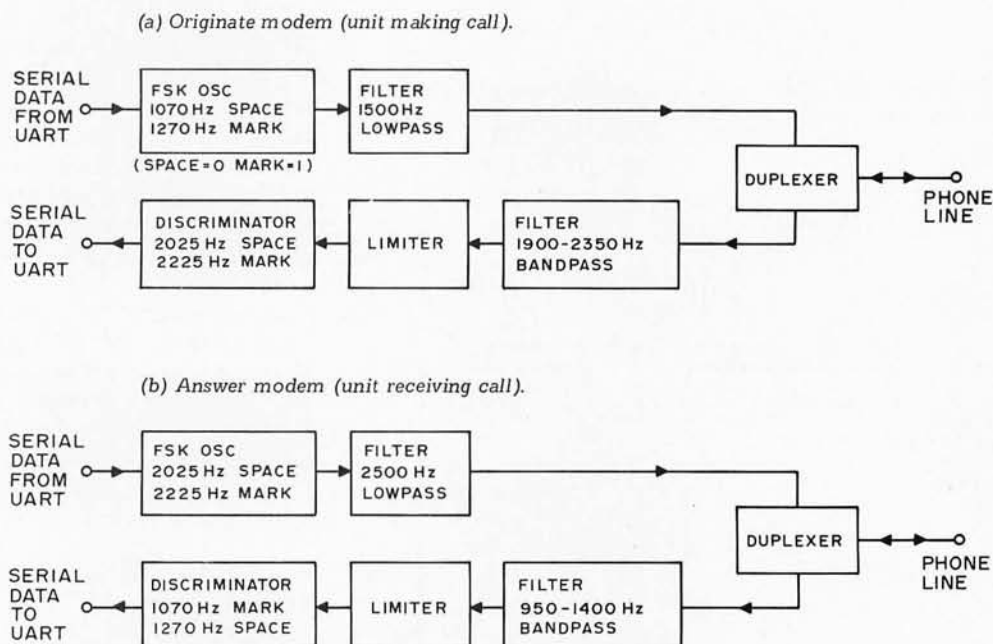 (a) Originate modem (unit making call).
SERIAL
DATA
FROM
UART
FSK OSC
1070 Hz SPACE
1270 Hz MARK
(SPACE=0 MARK=1)
FILTER
1500 Hz
LOWPASS
DUPLEXER
PHONE
LINE
SERIAL
DATA
TO
UART
DISCRIMINATOR
2025 Hz SPACE
2225 Hz MARK
LIMITER
FILTER
1900-2350 Hz
BANDPASS
(b) Answer modem (unit receiving call).
SERIAL
DATA
FROM
UART
FSK OSC
2025 Hz SPACE
2225 Hz MARK
FILTER
2500 Hz
LOWPASS
DUPLEXER
PHONE
LINE
SERIAL
DATA
TO
UART
DISCRIMINATOR
1070 Hz MARK
1270 Hz SPACE
LIMITER
FILTER
950-1400 Hz
BANDPASS